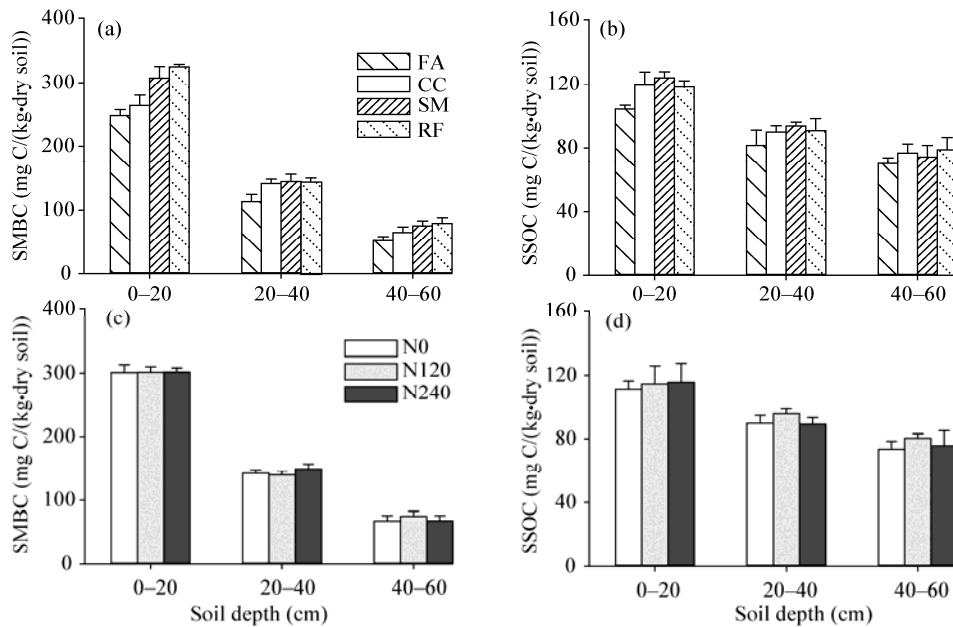 (a)
SMBC (mg C/(kg•dry soil))
400
300
200
100
0
FA
CC
SM
RF
0–20 20–40 40–60
(b)
SSOC (mg C/(kg•dry soil))
160
120
80
40
0
0–20 20–40 40–60
(c)
SMBC (mg C/(kg•dry soil))
400
300
200
100
0
N0
N120
N240
0–20 20–40 40–60
Soil depth (cm)
(d)
SSOC (mg C/(kg•dry soil))
160
120
80
40
0
0–20 20–40 40–60
Soil depth (cm)